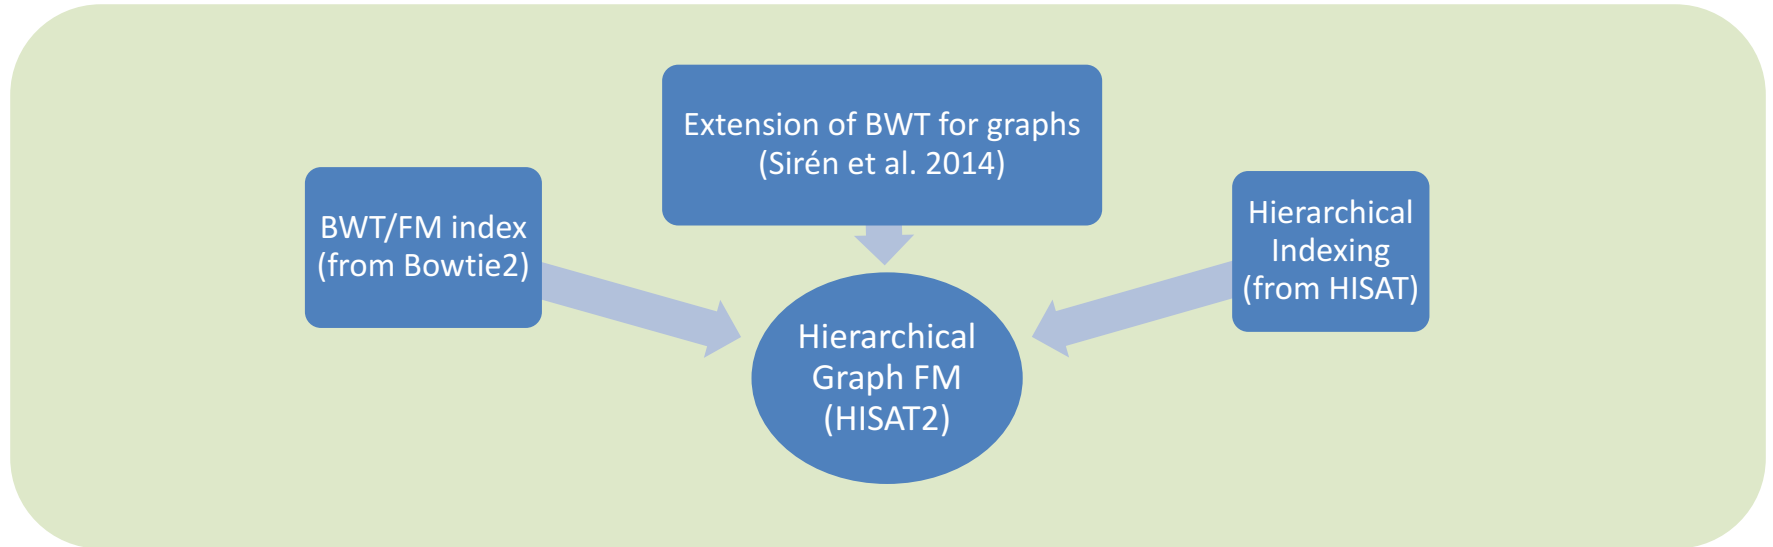 Extension of BWT for graphs
(Sirén et al. 2014)
BWT/FM index
(from Bowtie2)
Hierarchical
Indexing
(from HISAT)
Hierarchical
Graph FM
(HISAT2)